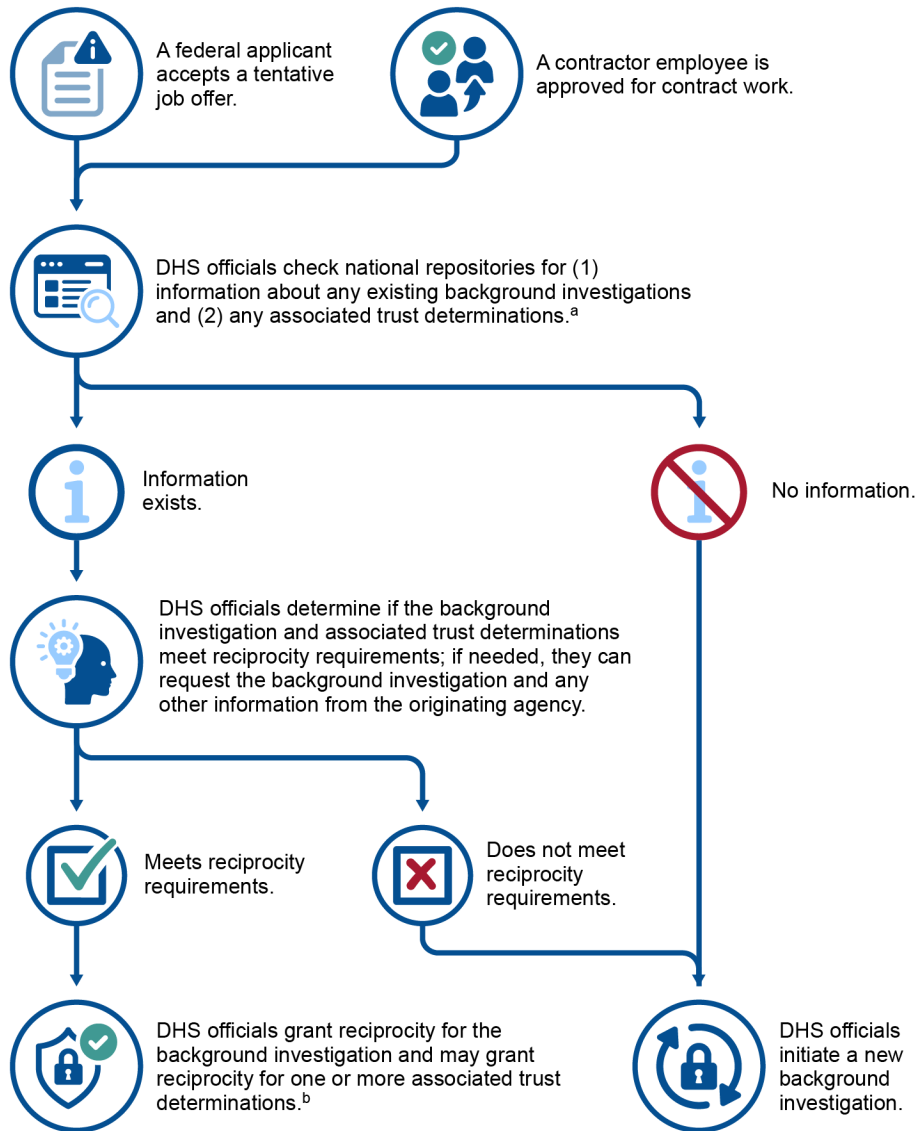 A federal applicant
accepts a tentative
job offer.
A contractor employee is
approved for contract work.
DHS officials check national repositories for (1)
information about any existing background investigations
and (2) any associated trust determinations.ᵃ
Information
exists.
No information.
DHS officials determine if the background
investigation and associated trust determinations
meet reciprocity requirements; if needed, they can
request the background investigation and any
other information from the originating agency.
Meets reciprocity
requirements.
Does not meet
reciprocity
requirements.
DHS officials grant reciprocity for the
background investigation and may grant
reciprocity for one or more associated trust
determinations.ᵇ
DHS officials
initiate a new
background
investigation.